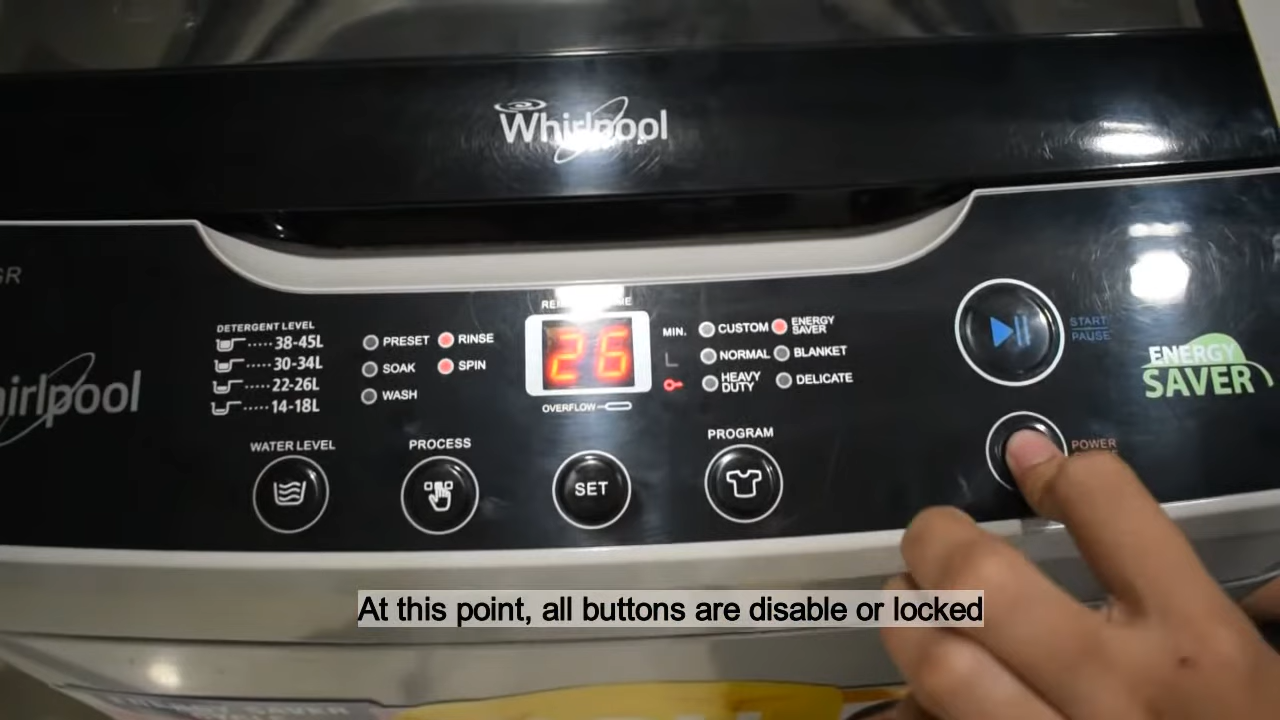 Whirlpool
GR
irlpool
DETERGENT LEVEL
38-45L
30-34L
22-26L
14-18L
PRESET
SOAK
WASH
RINSE
SPIN
26
OVERFLOW
MIN.
L
CUSTOM
NORMAL
HEAVY
DUTY
ENERGY
SAVER
BLANKET
DELICATE
START
PAUSE
ENERGY
SAVER
WATER LEVEL
PROCESS
SET
PROGRAM
POWER
At this point, all buttons are disable or locked